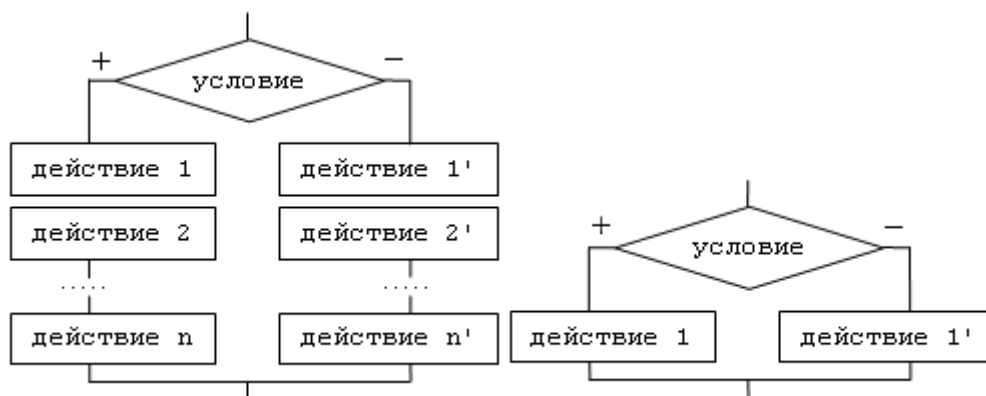 + −
условие
действие 1 действие 1'
действие 2 действие 2'
..... .....
действие n действие n'
+ −
условие
действие 1 действие 1'